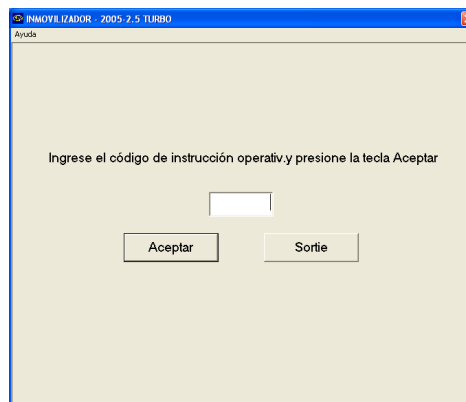 INMOVILIZADOR - 2005-2.5 TURBO
Ayuda
Ingrese el código de instrucción operativ.y presione la tecla Aceptar
Aceptar Sortie